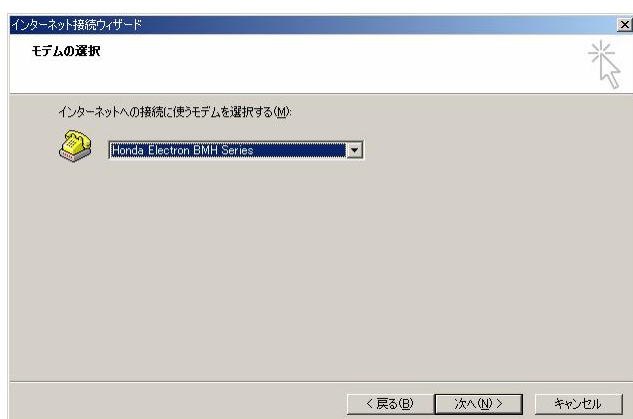 インターネット接続ウィザード
モデムの選択
インターネットへの接続に使うモデムを選択する(M):
Honda Electron BMH Series
< 戻る(B)
次へ(N) >
キャンセル